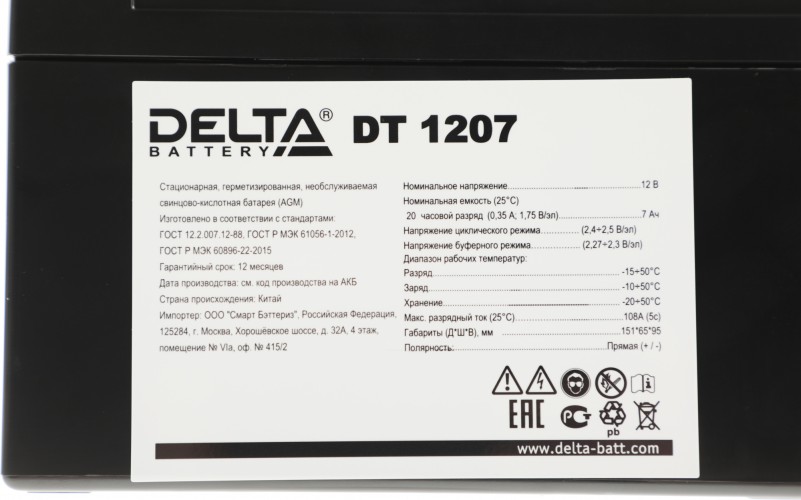 DELTA® DT 1207
BATTERY
Стационарная, герметизированная, необслуживаемая
свинцово-кислотная батарея (AGM)
Изготовлено в соответствии с стандартами:
ГОСТ 12.2.007.12-88, ГОСТ Р МЭК 61056-1-2012,
ГОСТ Р МЭК 60896-22-2015
Гарантийный срок: 12 месяцев
Дата производства: см. код производства на АКБ
Страна происхождения: Китай
Импортер: ООО "Смарт Бэттериз", Российская Федерация,
125284, г. Москва, Хорошёвское шоссе, д. 32А, 4 этаж,
помещение № VIa, оф. № 415/2
Номинальное напряжение 12 В
Номинальная емкость (25°С)
20 часовой разряд (0,35 А; 1,75 В/эл) 7 Ач
Напряжение циклического режима (2,4÷2,5 В/эл)
Напряжение буферного режима (2,27÷2,3 В/эл)
Диапазон рабочих температур:
Разряд -15÷50°С
Заряд -10÷50°С
Хранение -20÷50°С
Макс. разрядный ток (25°С) 108А (5с)
Габариты (Д*Ш*В), мм 151*65*95
Полярность: Прямая (+ / -)
EAC
pb
www.delta-batt.com